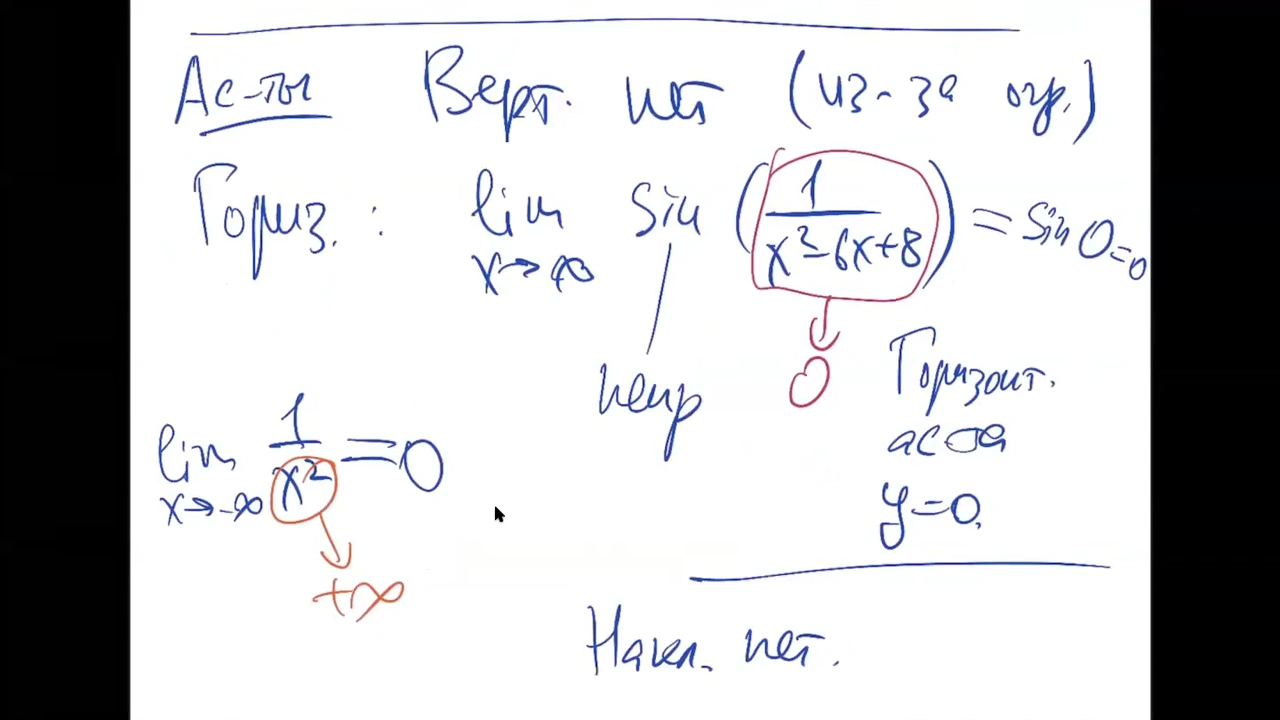 Ас-ты Верт. нет (из-за огр.)
Гориз.: lim x→∞ sin (1/(x²-6x+8)) = sin 0 = 0
непр
0
Горизонт.
ас-а
y=0.
lim x→-∞ 1/x² = 0
+∞
Накл. нет.